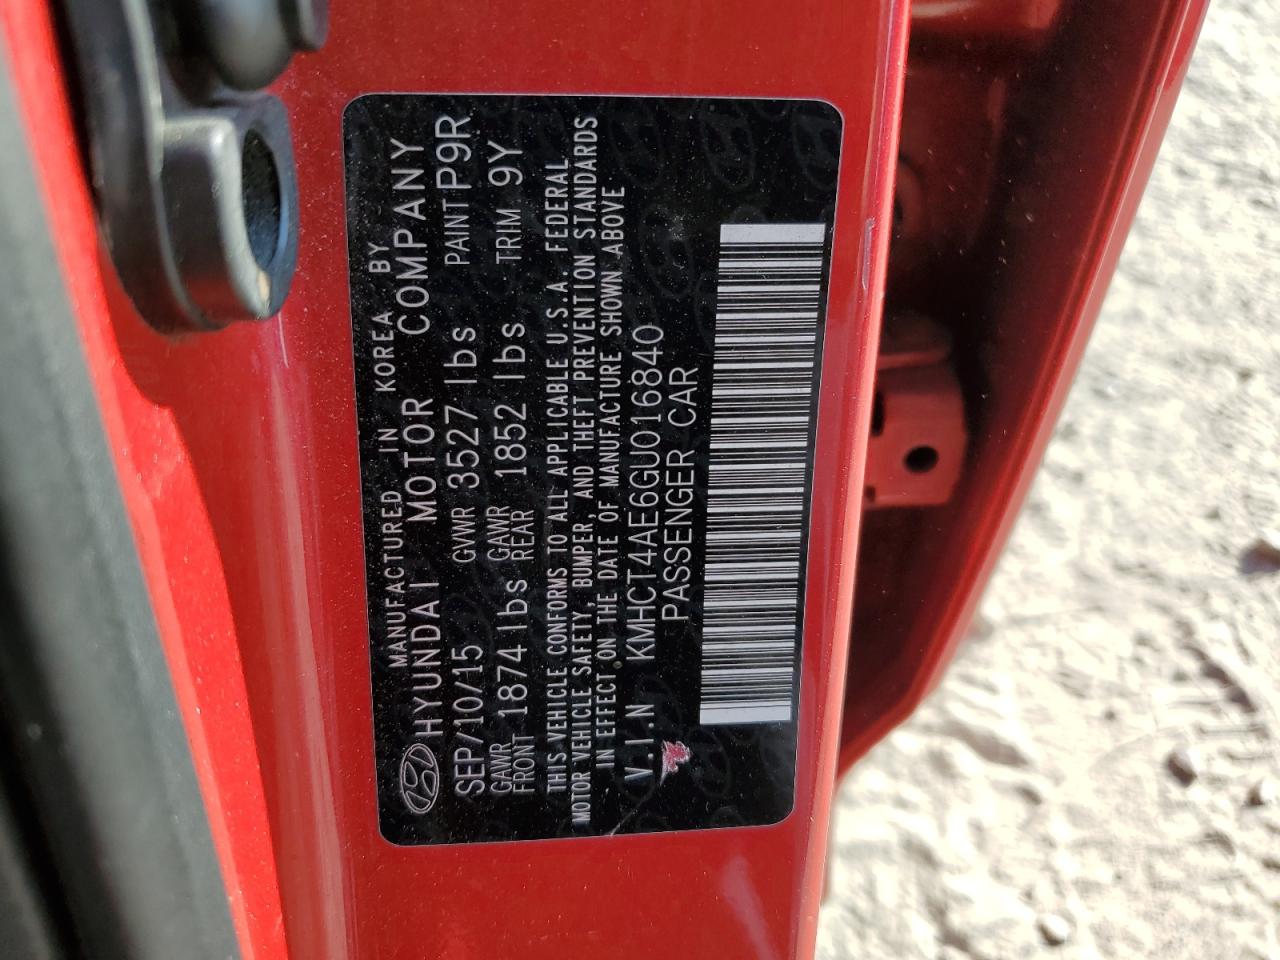 MANUFACTURED IN KOREA BY
HYUNDAI MOTOR COMPANY
SEP/10/15 GVWR 3527 lbs PAINT P9R
GAWR FRONT 1874 lbs GAWR REAR 1852 lbs TRIM 9Y
THIS VEHICLE CONFORMS TO ALL APPLICABLE U.S.A. FEDERAL
MOTOR VEHICLE SAFETY, BUMPER, AND THEFT PREVENTION STANDARDS
IN EFFECT ON THE DATE OF MANUFACTURE SHOWN ABOVE
V.I.N KMHCT4AE6GU016840
PASSENGER CAR